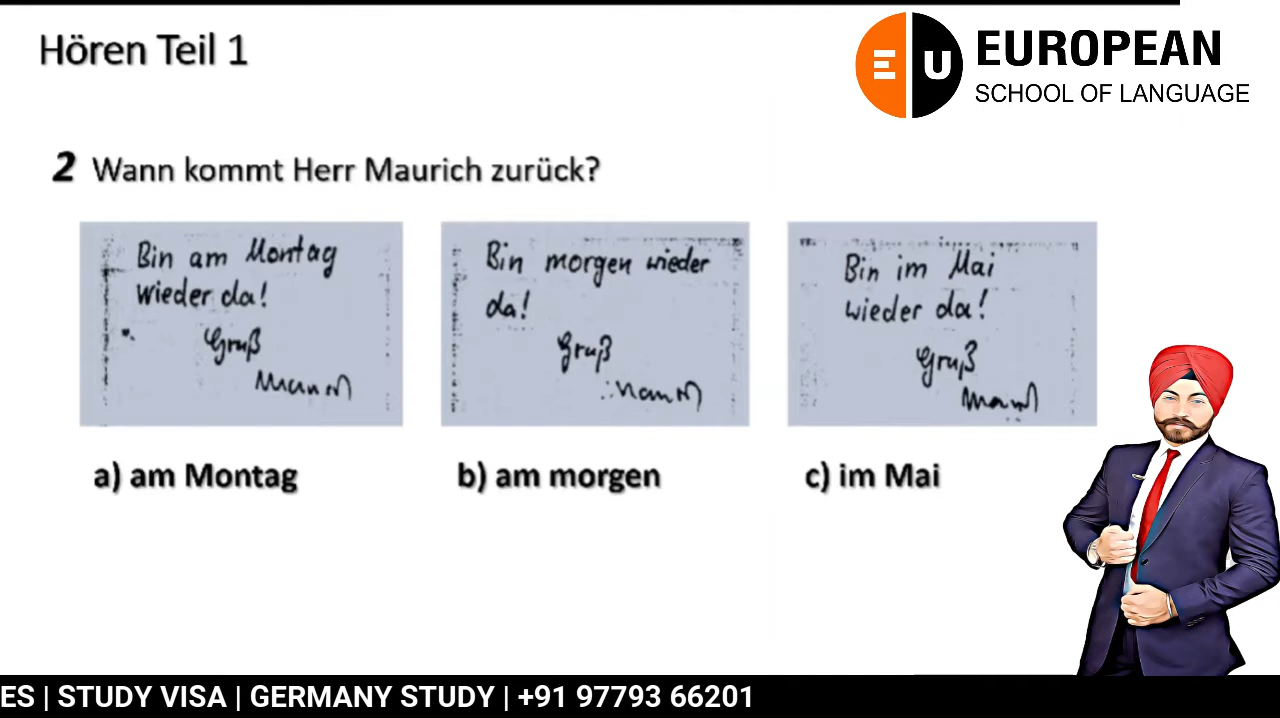 Hören Teil 1
EU
EUROPEAN
SCHOOL OF LANGUAGE
2 Wann kommt Herr Maurich zurück?
Bin am Montag
wieder da!
Gruß
Bin morgen wieder
da!
Gruß
Bin im Mai
wieder da!
Gruß
a) am Montag
b) am morgen
c) im Mai
ES | STUDY VISA | GERMANY STUDY | +91 97793 66201